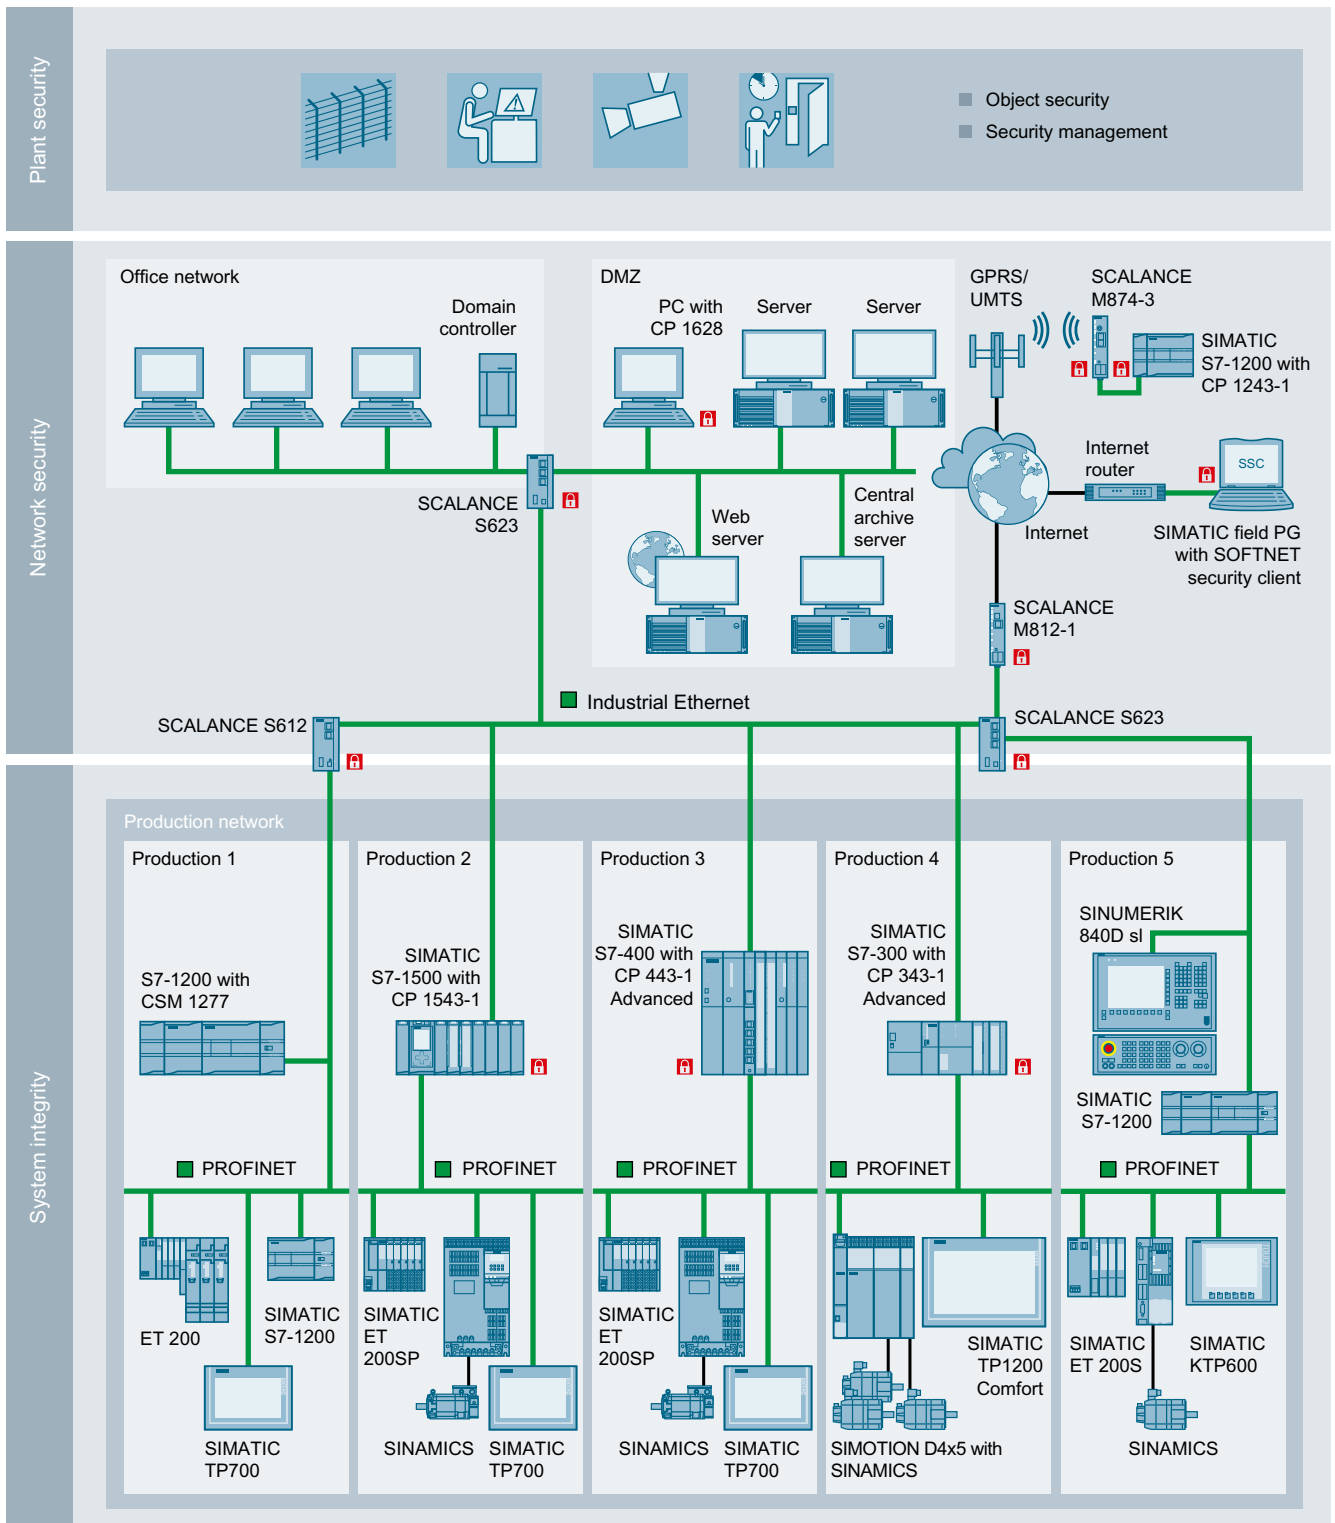 Plant security
Object security
Security management
Network security
Office network
Domain
controller
DMZ
PC with
CP 1628
Server
Server
GPRS/
UMTS
SCALANCE
M874-3
SIMATIC
S7-1200 with
CP 1243-1
SCALANCE
S623
Web
server
Central
archive
server
Internet
router
SSC
Internet
SIMATIC field PG
with SOFTNET
security client
SCALANCE
M812-1
Industrial Ethernet
SCALANCE S612
SCALANCE S623
System integrity
Production network
Production 1
S7-1200 with
CSM 1277
PROFINET
ET 200
SIMATIC
S7-1200
SIMATIC
TP700
Production 2
SIMATIC
S7-1500 with
CP 1543-1
PROFINET
SIMATIC
ET
200SP
SINAMICS
SIMATIC
TP700
Production 3
SIMATIC
S7-400 with
CP 443-1
Advanced
PROFINET
SIMATIC
ET
200SP
SINAMICS
SIMATIC
TP700
Production 4
SIMATIC
S7-300 with
CP 343-1
Advanced
PROFINET
SIMATIC
TP1200
Comfort
SIMOTION D4x5 with
SINAMICS
Production 5
SINUMERIK
840D sl
SIMATIC
S7-1200
PROFINET
SIMATIC
ET 200S
SIMATIC
KTP600
SINAMICS